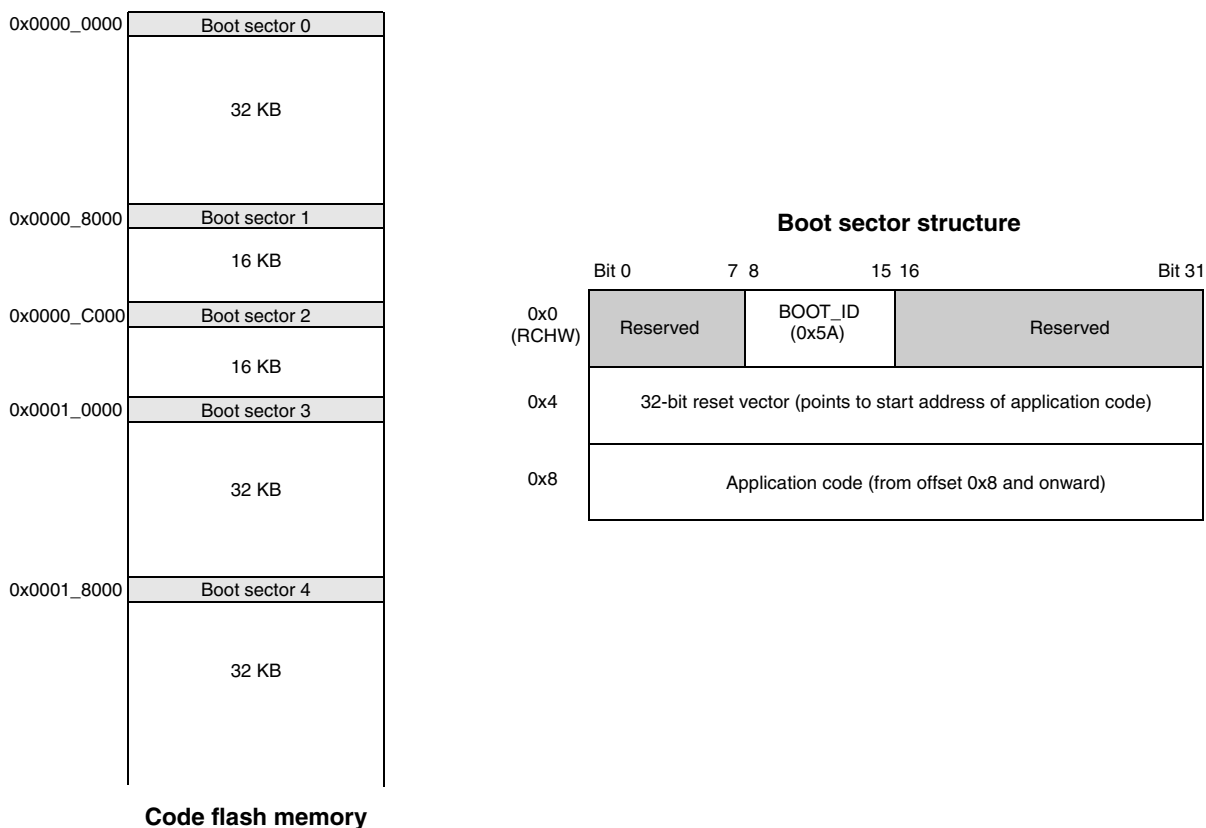 0x0000_0000
Boot sector 0
32 KB
0x0000_8000
Boot sector 1
16 KB
0x0000_C000
Boot sector 2
16 KB
0x0001_0000
Boot sector 3
32 KB
0x0001_8000
Boot sector 4
32 KB
Code flash memory
Boot sector structure
Bit 0 7 8 15 16 Bit 31
0x0
(RCHW)
Reserved
BOOT_ID
(0x5A)
Reserved
0x4
32-bit reset vector (points to start address of application code)
0x8
Application code (from offset 0x8 and onward)